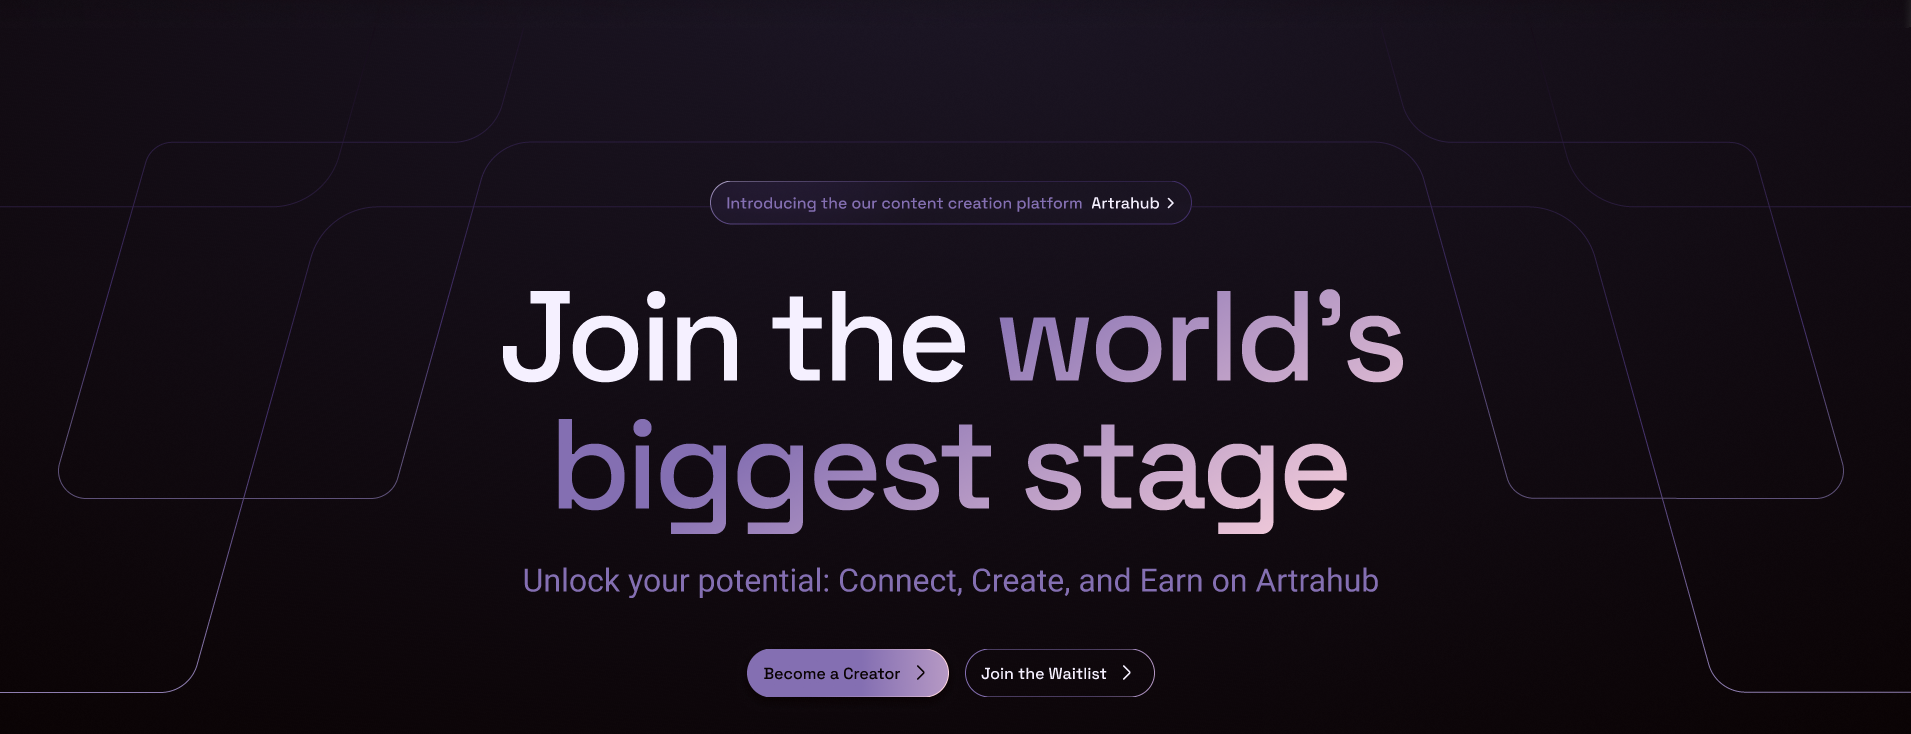 Introducing the our content creation platform Artrahub
Join the world’s
biggest stage
Unlock your potential: Connect, Create, and Earn on Artrahub
Become a Creator
Join the Waitlist